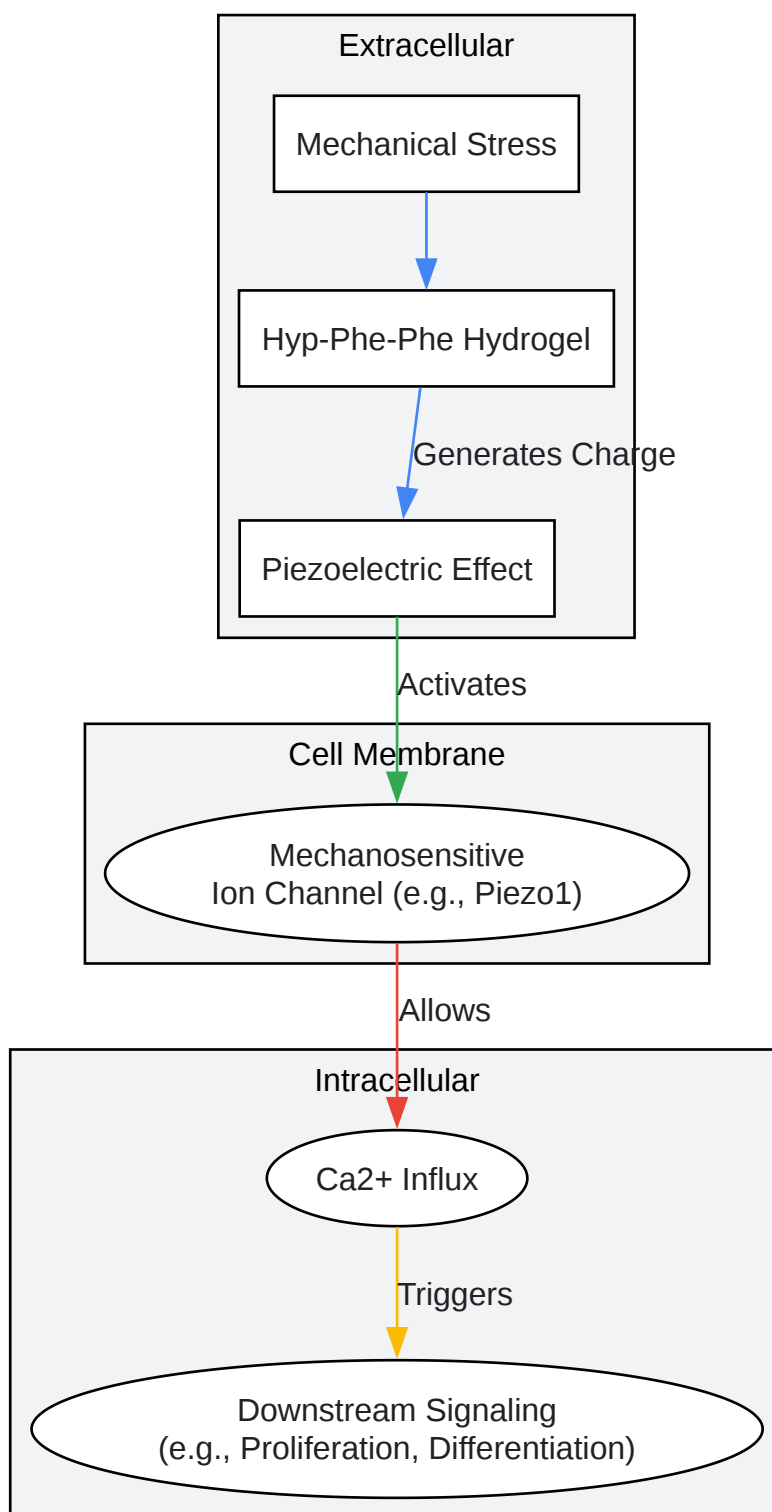 Extracellular
Mechanical Stress
Hyp-Phe-Phe Hydrogel
Generates Charge
Piezoelectric Effect
Activates
Cell Membrane
Mechanosensitive
Ion Channel (e.g., Piezo1)
Allows
Intracellular
Ca2+ Influx
Triggers
Downstream Signaling
(e.g., Proliferation, Differentiation)